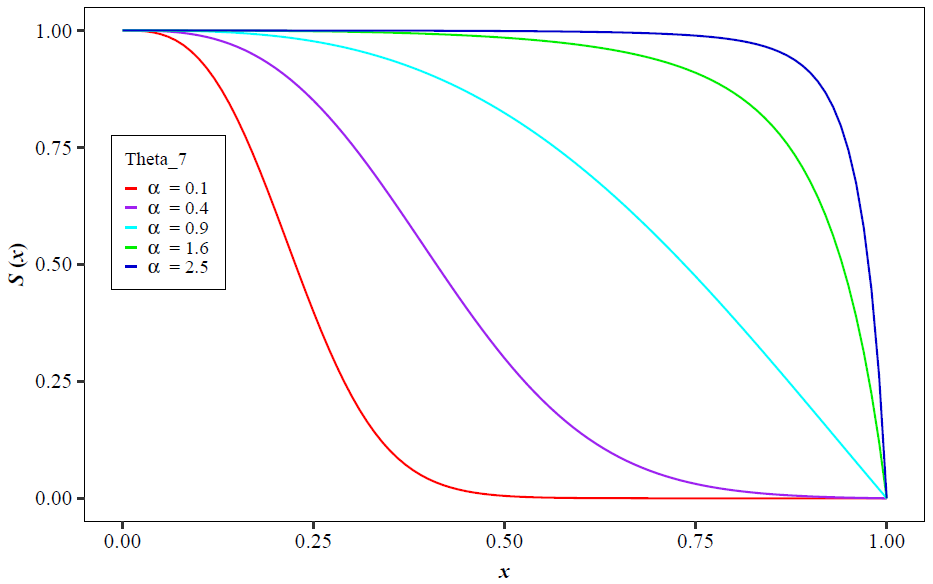 1.00
0.75
0.50
0.25
0.00
S (x)
Theta_7
α = 0.1
α = 0.4
α = 0.9
α = 1.6
α = 2.5
0.00 0.25 0.50 0.75 1.00
x